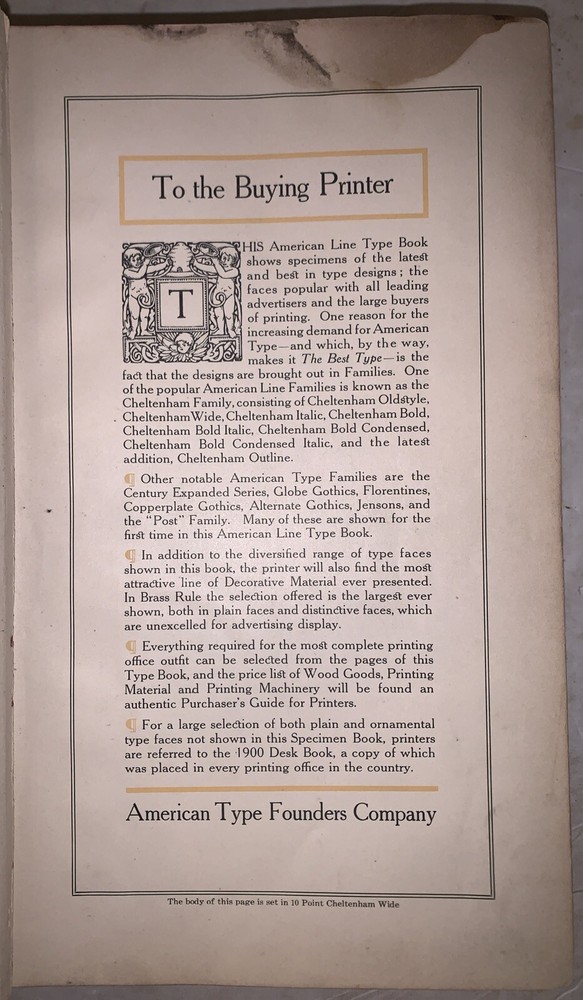 To the Buying Printer
THIS American Line Type Book
shows specimens of the latest
and best in type designs; the
faces popular with all leading
advertisers and the large buyers
of printing. One reason for the
increasing demand for American
Type—and which, by the way,
makes it The Best Type—is the
fact that the designs are brought out in Families. One
of the popular American Line Families is known as the
Cheltenham Family, consisting of Cheltenham Oldstyle,
Cheltenham Wide, Cheltenham Italic, Cheltenham Bold,
Cheltenham Bold Italic, Cheltenham Bold Condensed,
Cheltenham Bold Condensed Italic, and the latest
addition, Cheltenham Outline.
¶ Other notable American Type Families are the
Century Expanded Series, Globe Gothics, Florentines,
Copperplate Gothics, Alternate Gothics, Jensons, and
the “Post” Family. Many of these are shown for the
first time in this American Line Type Book.
¶ In addition to the diversified range of type faces
shown in this book, the printer will also find the most
attractive line of Decorative Material ever presented.
In Brass Rule the selection offered is the largest ever
shown, both in plain faces and distinctive faces, which
are unexcelled for advertising display.
¶ Everything required for the most complete printing
office outfit can be selected from the pages of this
Type Book, and the price list of Wood Goods, Printing
Material and Printing Machinery will be found an
authentic Purchaser's Guide for Printers.
¶ For a large selection of both plain and ornamental
type faces not shown in this Specimen Book, printers
are referred to the 1900 Desk Book, a copy of which
was placed in every printing office in the country.
American Type Founders Company
The body of this page is set in 10 Point Cheltenham Wide